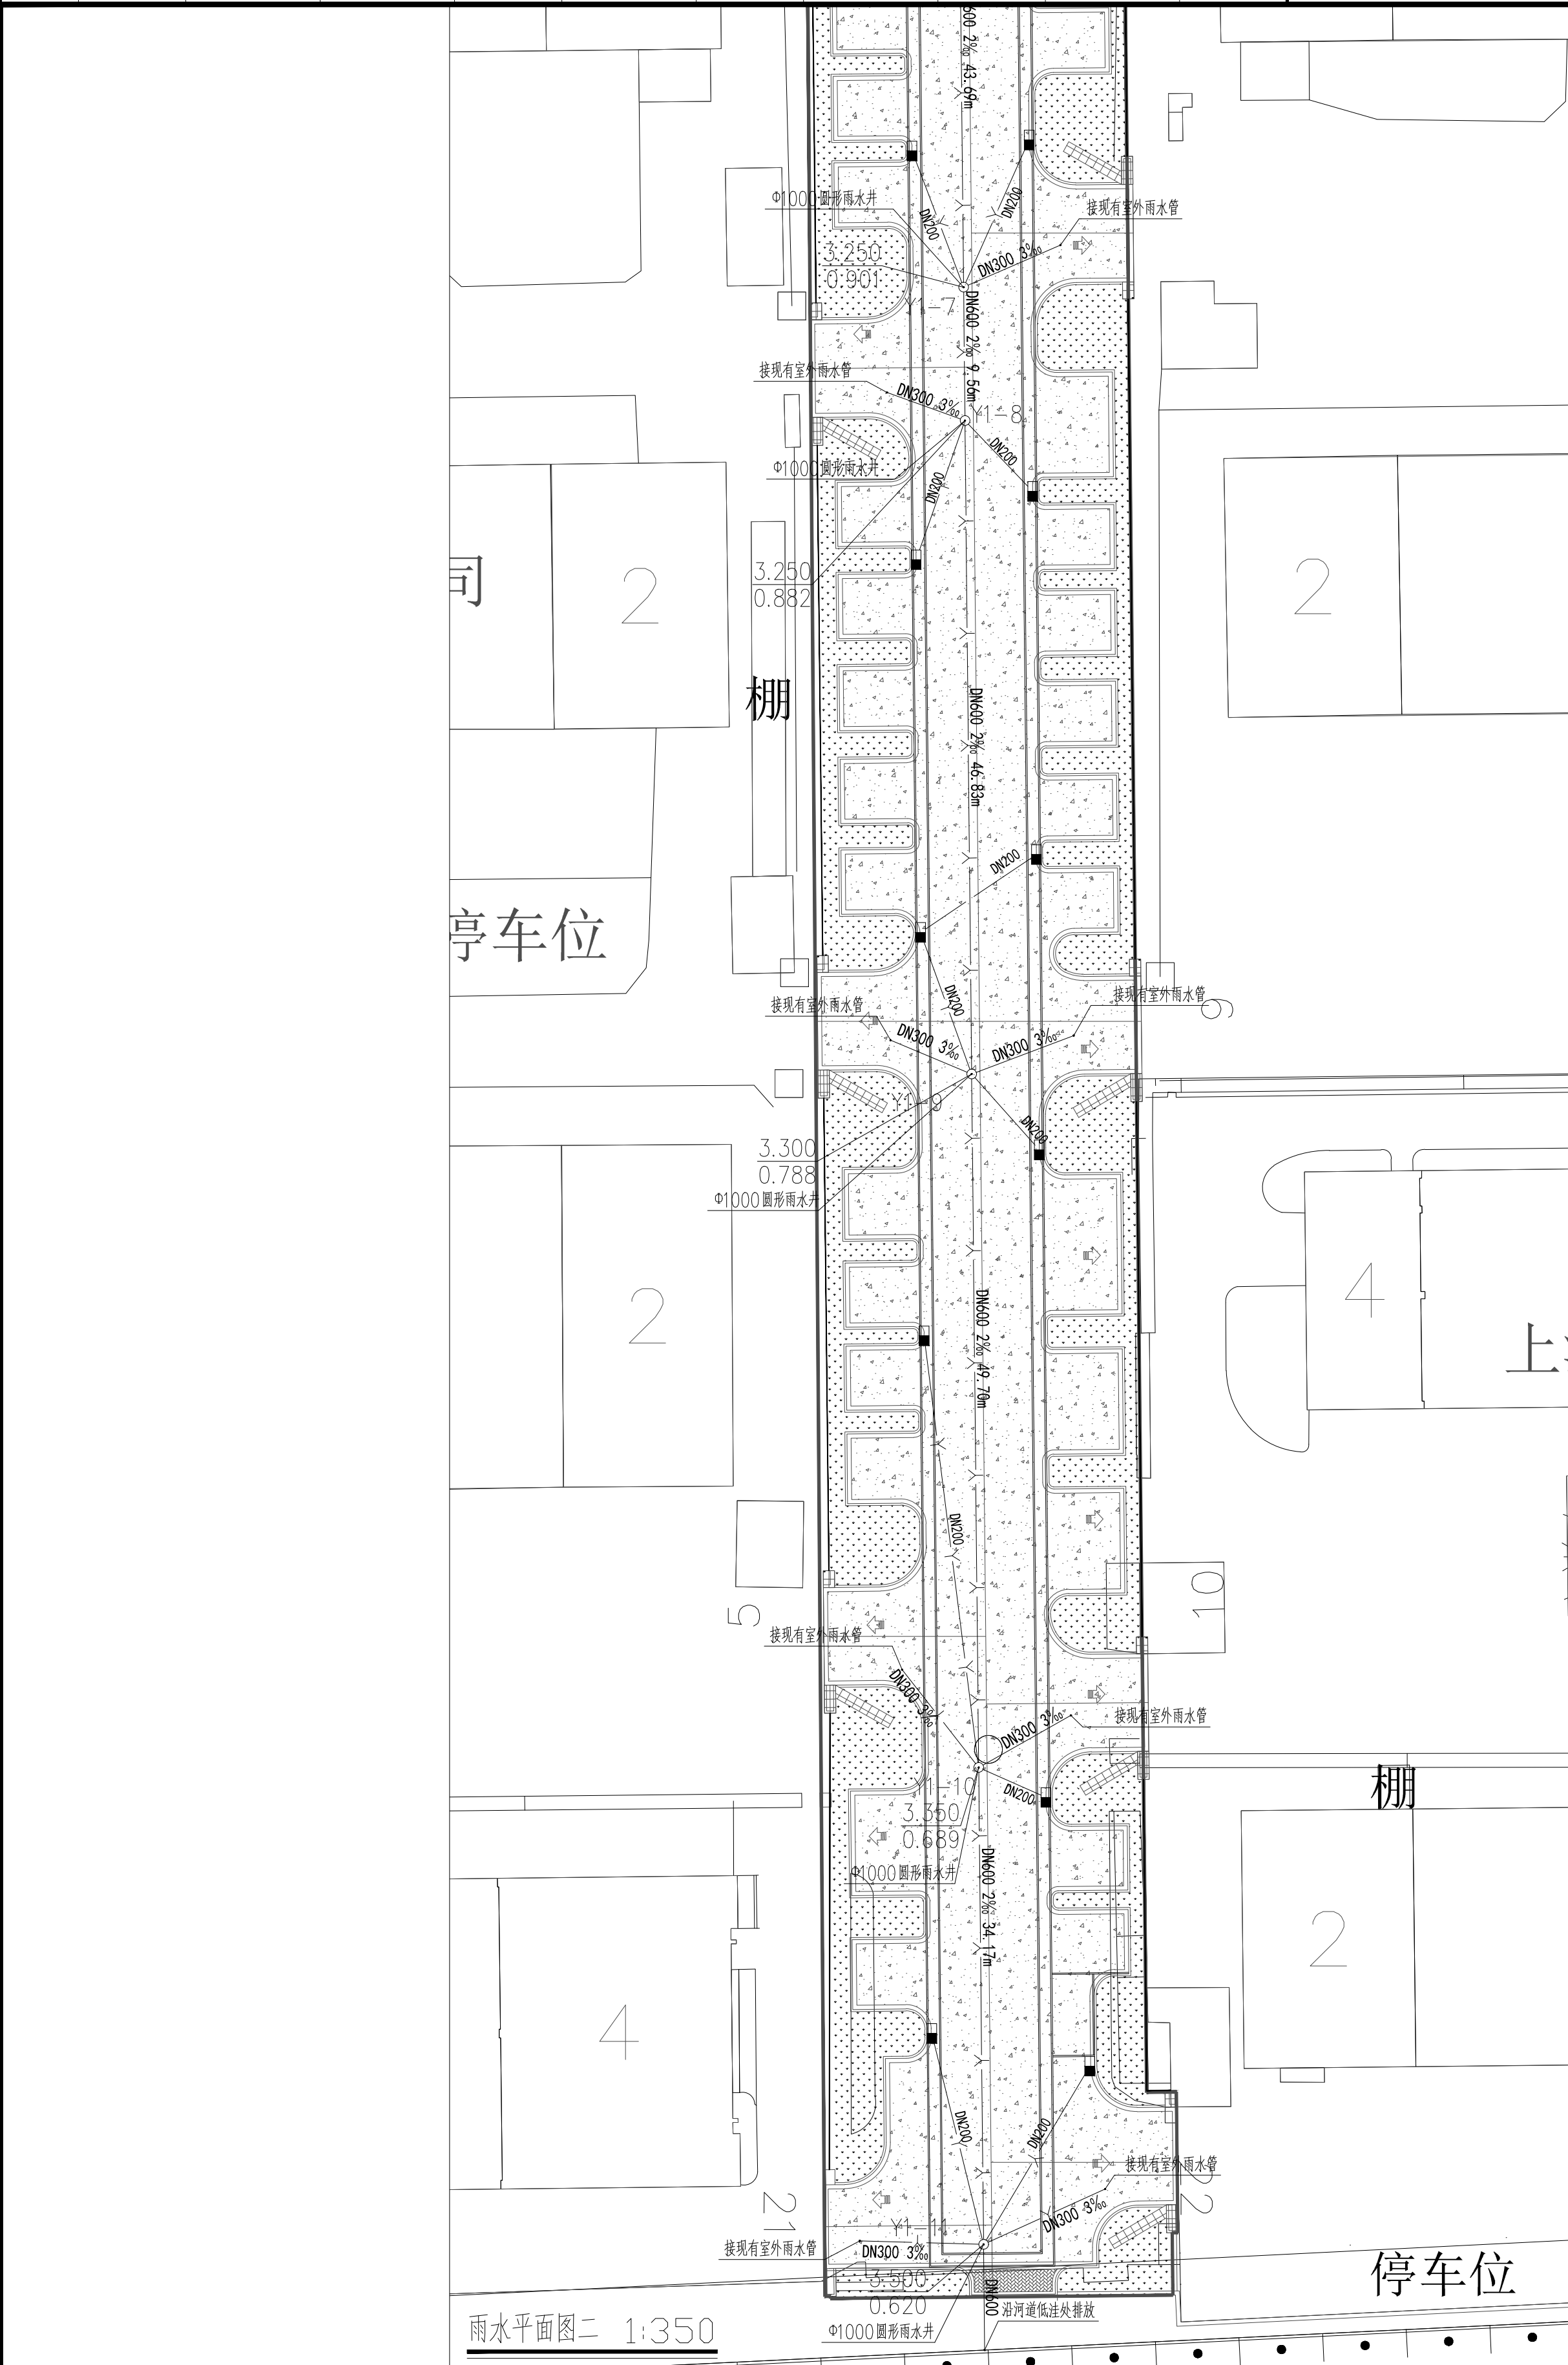 600 2‰ 43.69m
Φ1000圆形雨水井
DN200
DN200
接现有室外雨水管
3.250
0.901
DN300 3‰
Y1-7
DN600 2‰ 9.56m
接现有室外雨水管
DN300 3‰
Y1-8
DN200
Φ1000圆形雨水井
DN200
3.250
0.882
司
2
2
棚
DN600 2‰ 46.83m
DN200
停车位
DN200
接现有室外雨水管
接现有室外雨水管
9
DN300 3‰
DN300 3‰
Y1-9
DN200
3.300
0.788
Φ1000圆形雨水井
2
4
上
DN600 2‰ 49.70m
DN200
5
10
接现有室外雨水管
DN300 3‰
接现有室外雨水管
DN300 3‰
Y1-10
DN200
3.350
0.689
棚
Φ1000圆形雨水井
DN600 2‰ 34.17m
2
4
DN200
DN200
接现有室外雨水管
21
Y1-11
DN300 3‰
接现有室外雨水管
DN300 3‰
3.500
0.620
DN600
停车位
沿河道低洼处排放
Φ1000圆形雨水井
雨水平面图二 1:350